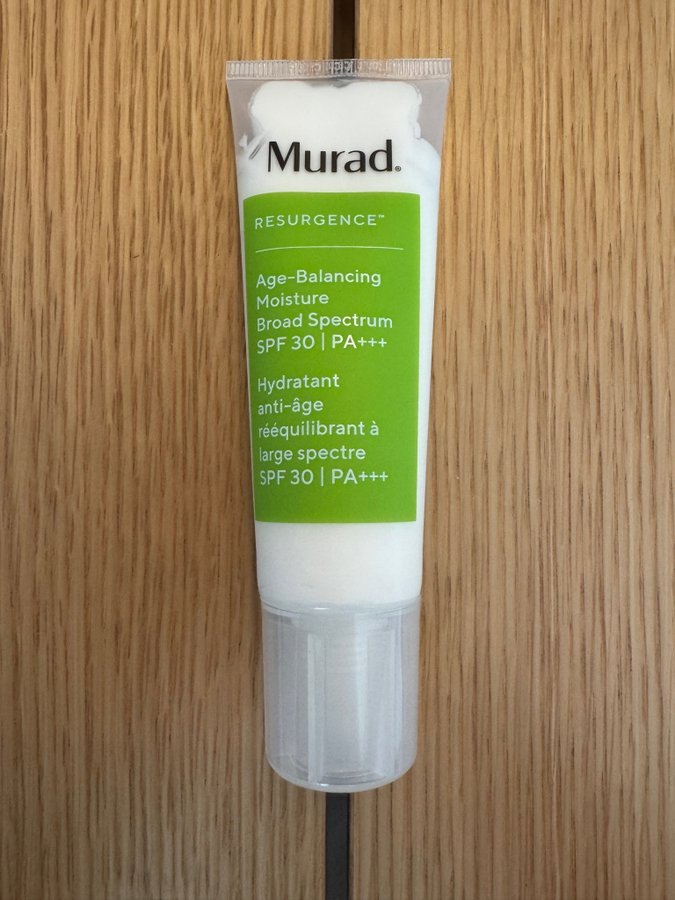 Murad®
RESURGENCE™
Age-Balancing
Moisture
Broad Spectrum
SPF 30 | PA+++
Hydratant
anti-âge
rééquilibrant à
large spectre
SPF 30 | PA+++